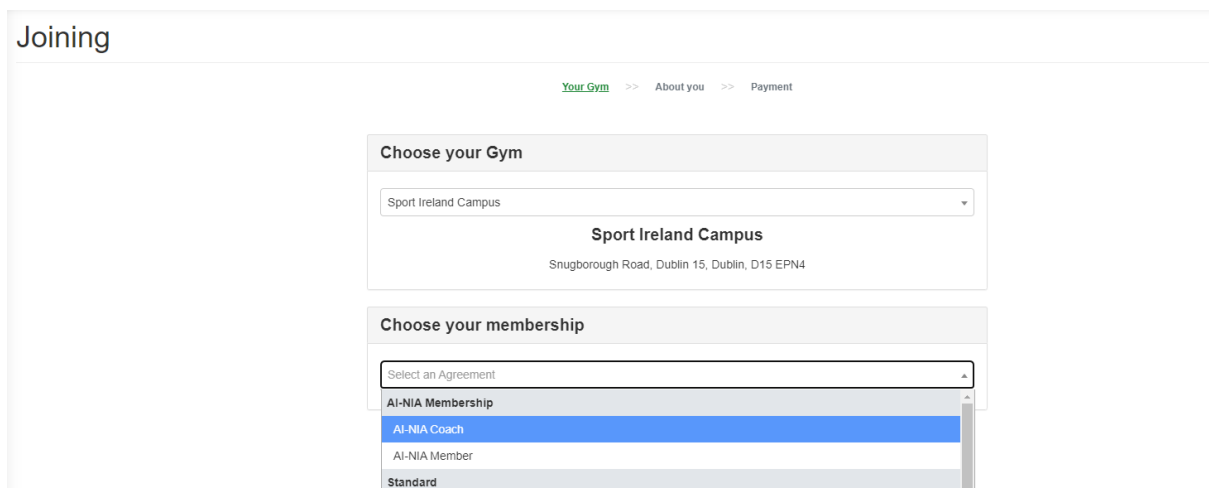 Joining
Your Gym >> About you >> Payment
Choose your Gym
Sport Ireland Campus
Sport Ireland Campus
Snugborough Road, Dublin 15, Dublin, D15 EPN4
Choose your membership
Select an Agreement
AI-NIA Membership
AI-NIA Coach
AI-NIA Member
Standard